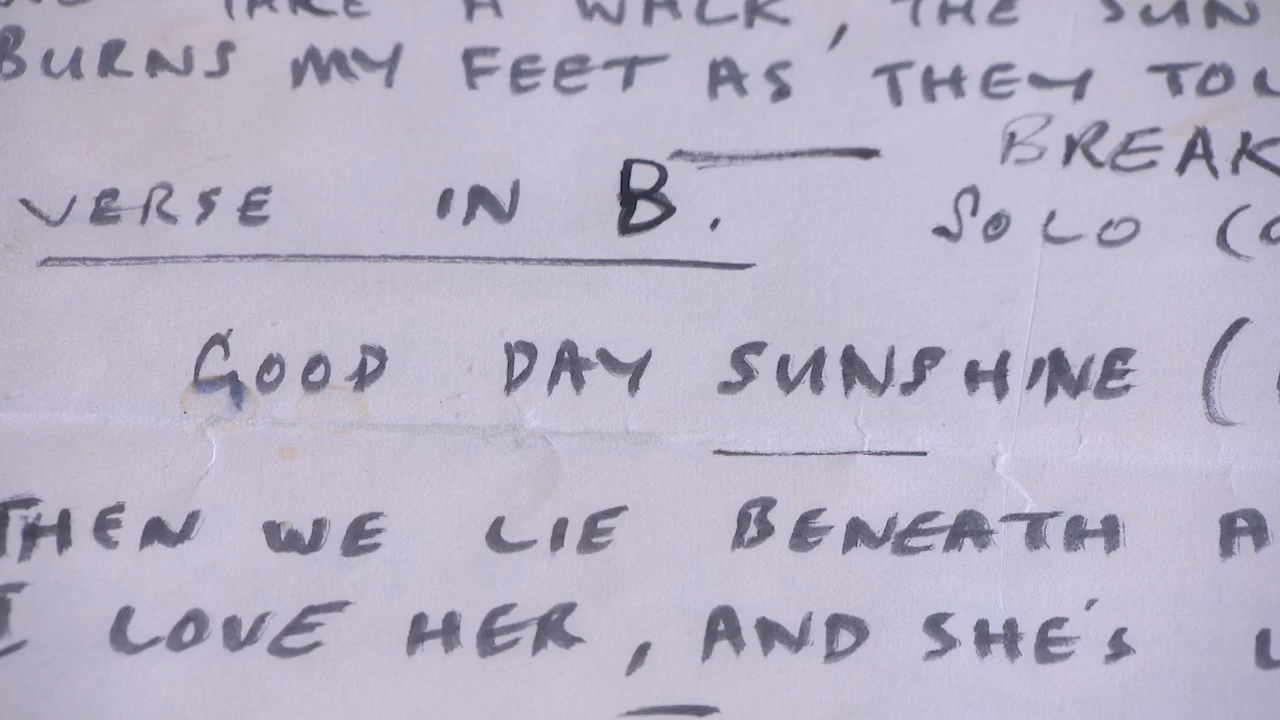 TAKE A WALK, THE SUN
BURNS MY FEET AS THEY
BREAK
VERSE IN B.
SOLO (
GOOD DAY SUNSHINE (
THEN WE LIE BENEATH A
I LOVE HER, AND SHE'S